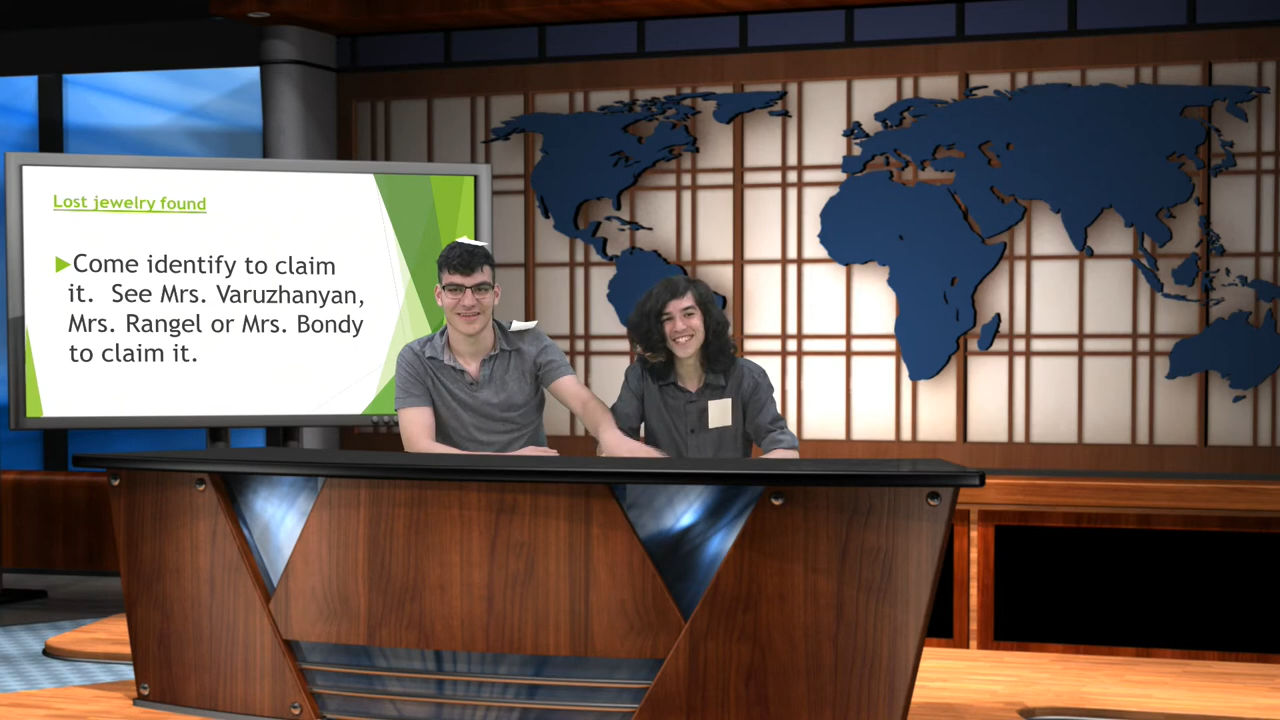 Lost jewelry found
Come identify to claim
it. See Mrs. Varuzhanyan,
Mrs. Rangel or Mrs. Bondy
to claim it.